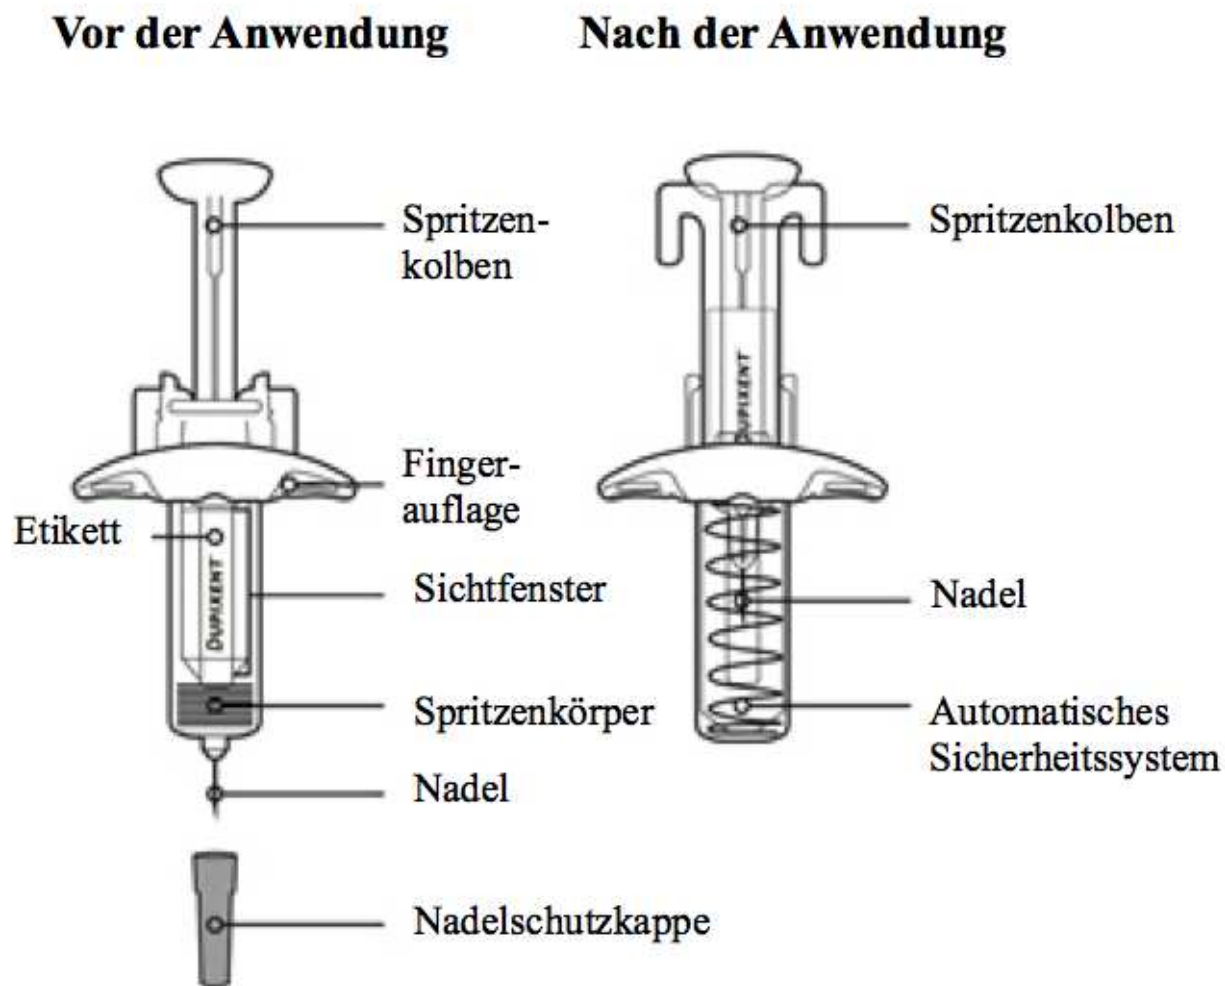 Vor der Anwendung
Nach der Anwendung
Spritzen-
kolben
Finger-
auflage
Etikett
DUPIXENT
Sichtfenster
Spritzenkörper
Nadel
Nadelschutzkappe
Spritzenkolben
DUPIXENT
Nadel
Automatisches
Sicherheitssystem